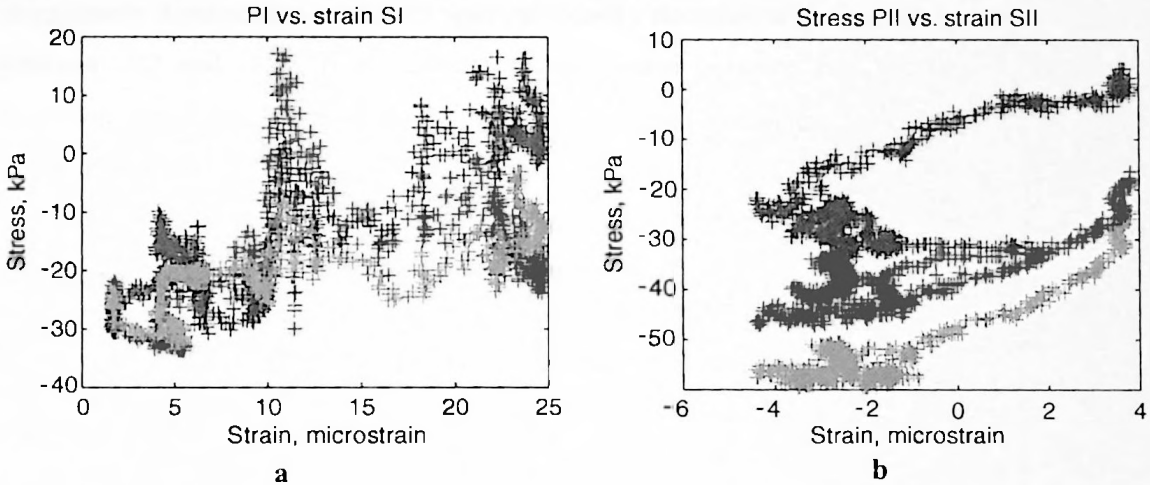 PI vs. strain SI
20
10
0
-10
-20
-30
-40
0 5 10 15 20 25
Stress, kPa
Strain, microstrain
a
Stress PII vs. strain SII
10
0
-10
-20
-30
-40
-50
-6 -4 -2 0 2 4
Stress, kPa
Strain, microstrain
b